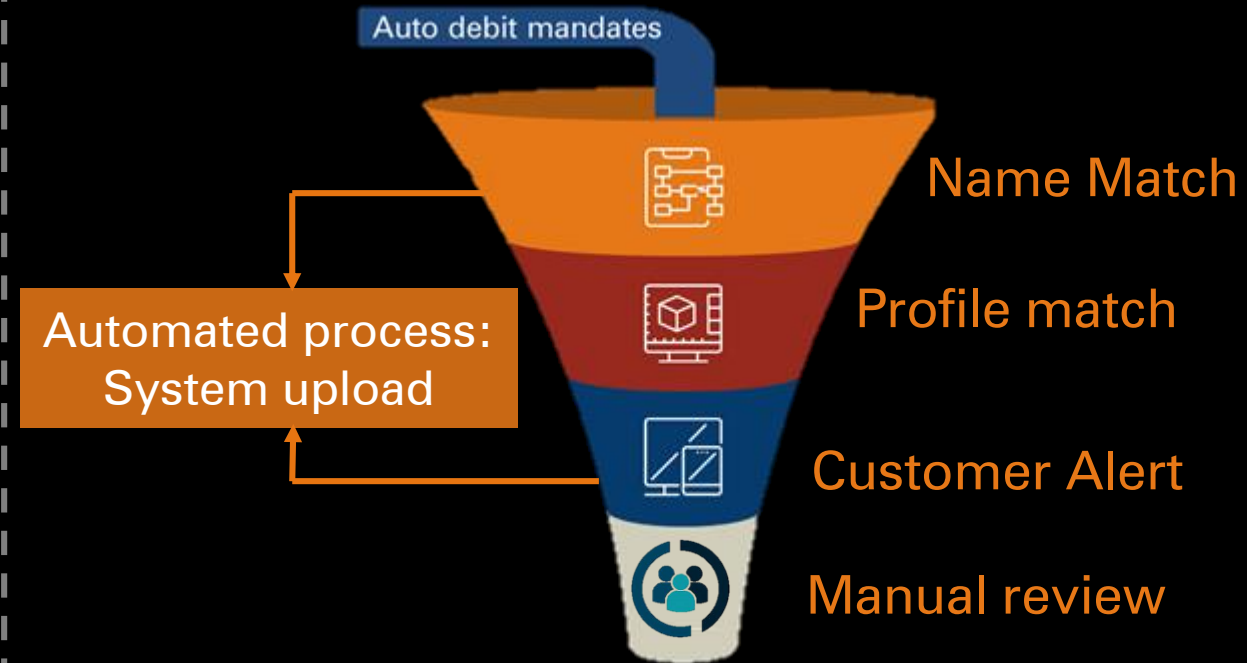 Auto debit mandates
Name Match
Profile match
Automated process:
System upload
Customer Alert
Manual review